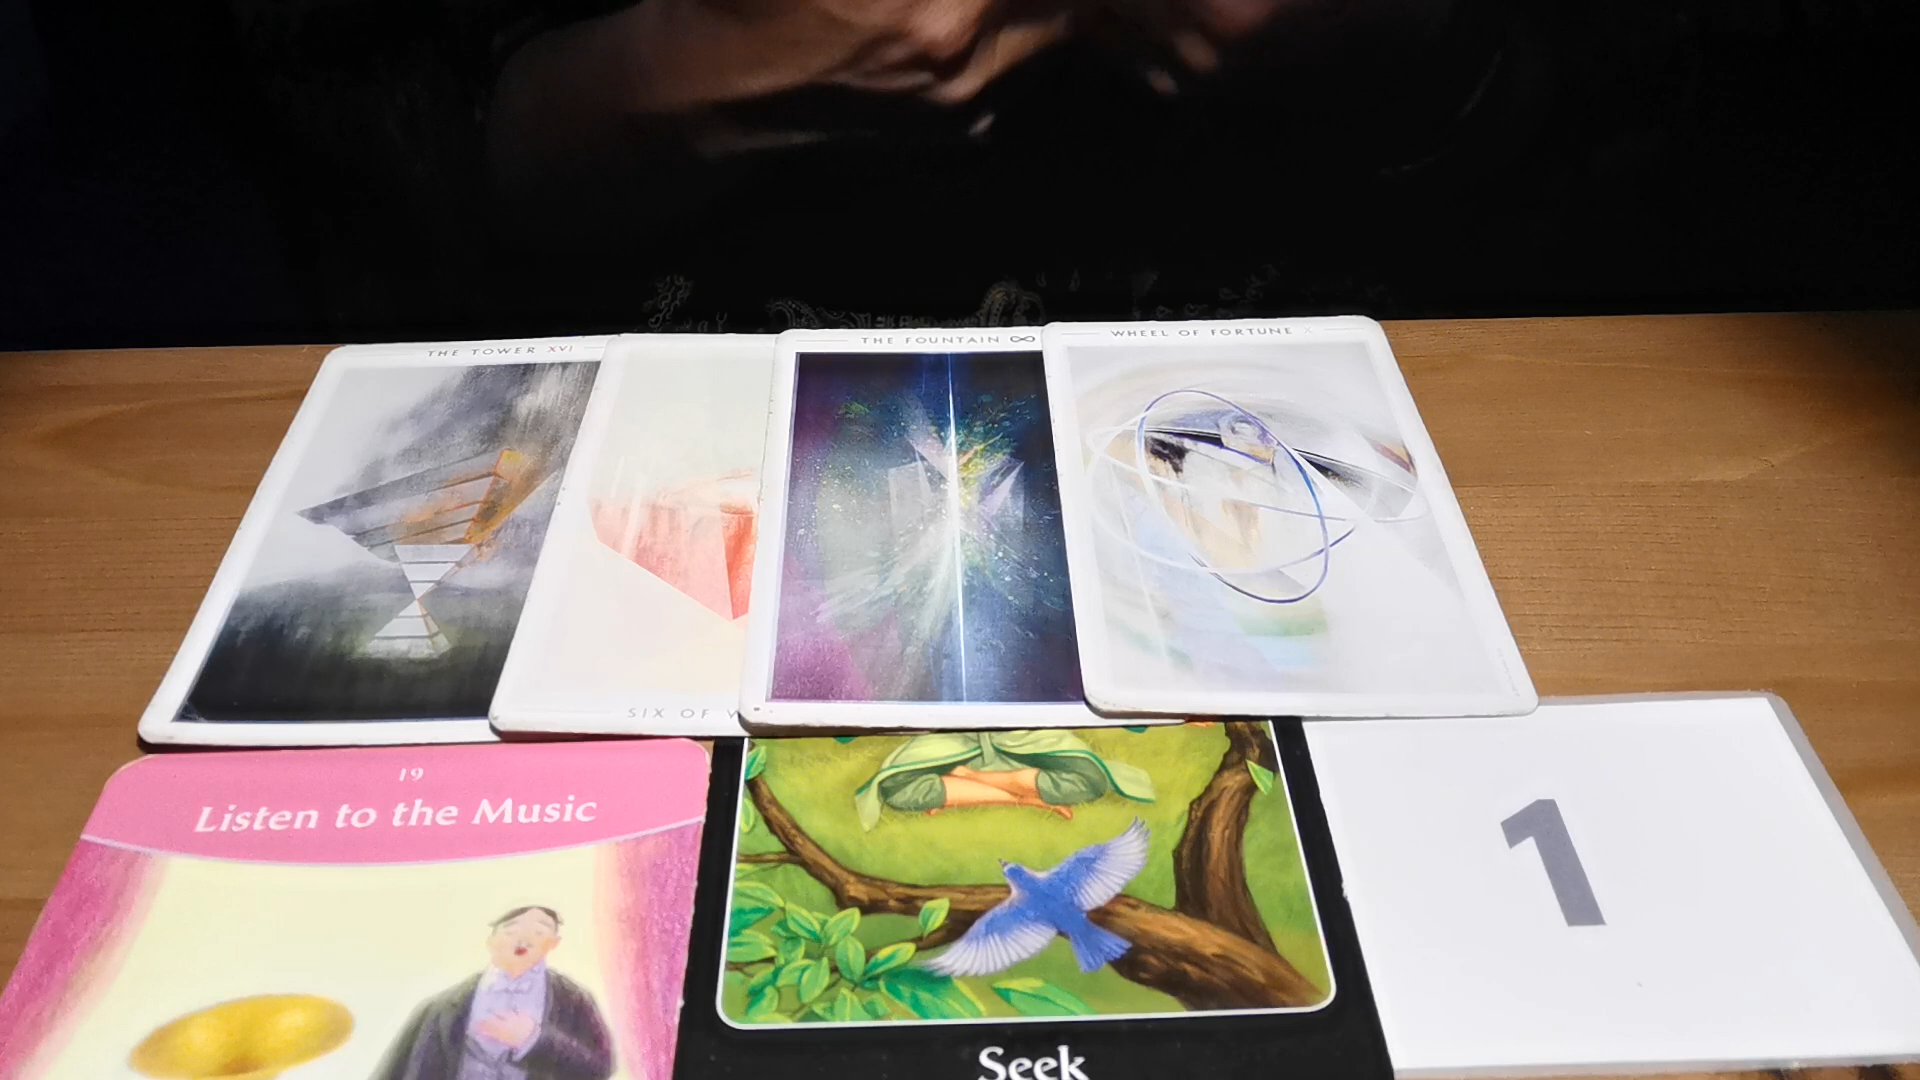 THE TOWER XVI
THE FOUNTAIN ∞
WHEEL OF FORTUNE X
SIX OF
19
Listen to the Music
1
Seek